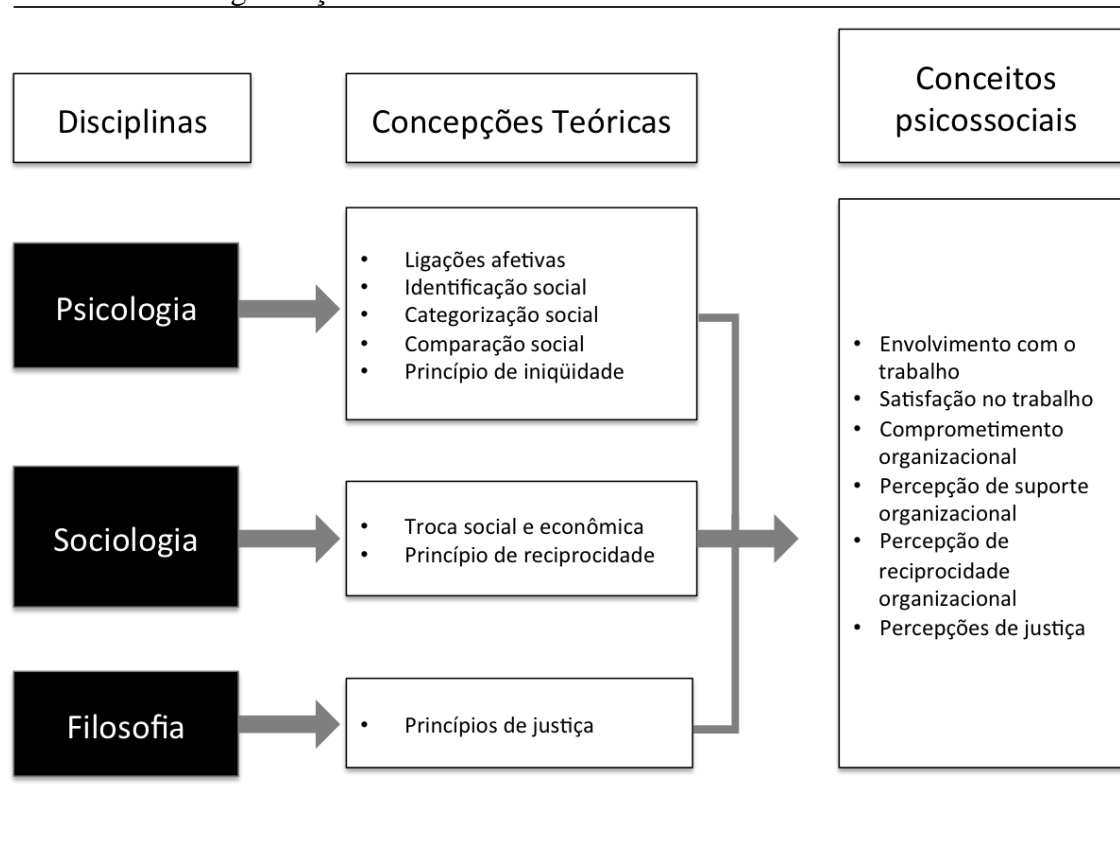 Disciplinas
Concepções Teóricas
Conceitos
psicossociais
Psicologia
• Ligações afetivas
• Identificação social
• Categorização social
• Comparação social
• Princípio de iniqüidade
Sociologia
• Troca social e econômica
• Princípio de reciprocidade
Filosofia
• Princípios de justiça
• Envolvimento com o
trabalho
• Satisfação no trabalho
• Comprometimento
organizacional
• Percepção de suporte
organizacional
• Percepção de
reciprocidade
organizacional
• Percepções de justiça